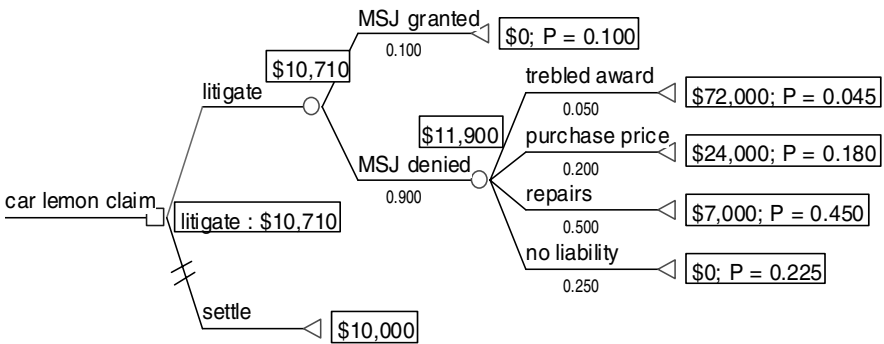 MSJ granted
0.100
$0; P = 0.100
$10,710
litigate
trebled award
0.050
$72,000; P = 0.045
$11,900
purchase price
0.200
$24,000; P = 0.180
MSJ denied
0.900
repairs
0.500
$7,000; P = 0.450
car lemon claim
litigate : $10,710
no liability
0.250
$0; P = 0.225
settle
$10,000